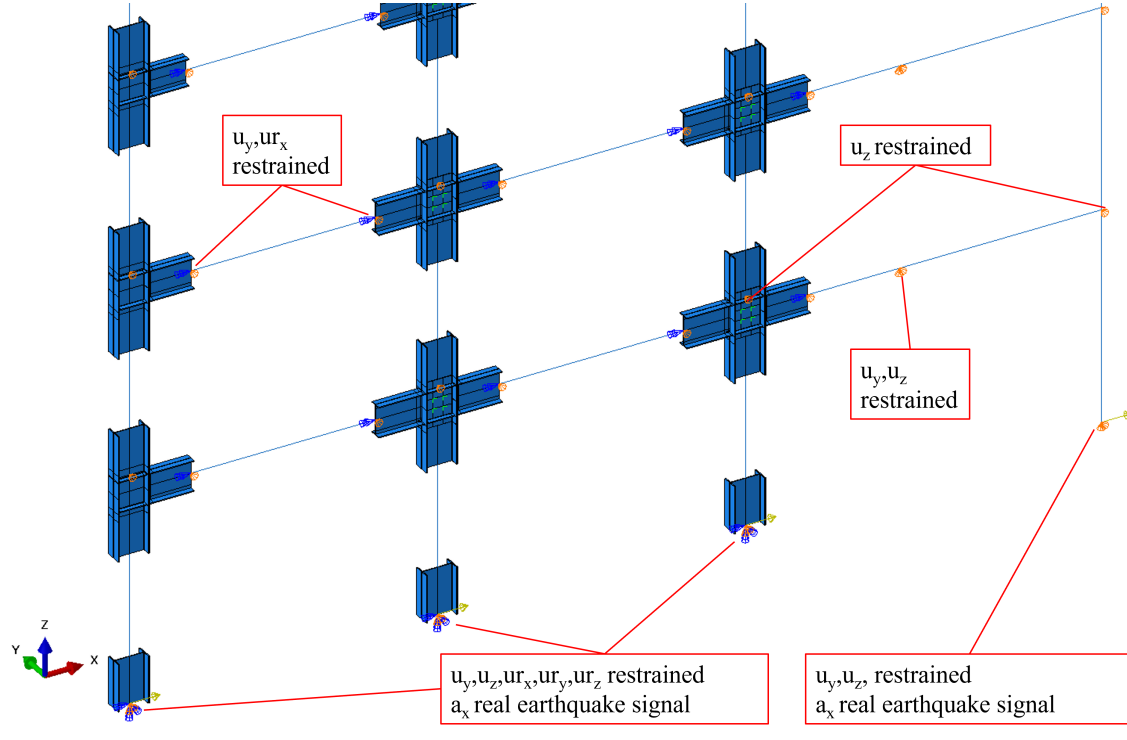 u_y,ur_x
restrained
u_z restrained
u_y,u_z
restrained
Z
Y
X
u_y,u_z,ur_x,ur_y,ur_z restrained
a_x real earthquake signal
u_y,u_z, restrained
a_x real earthquake signal